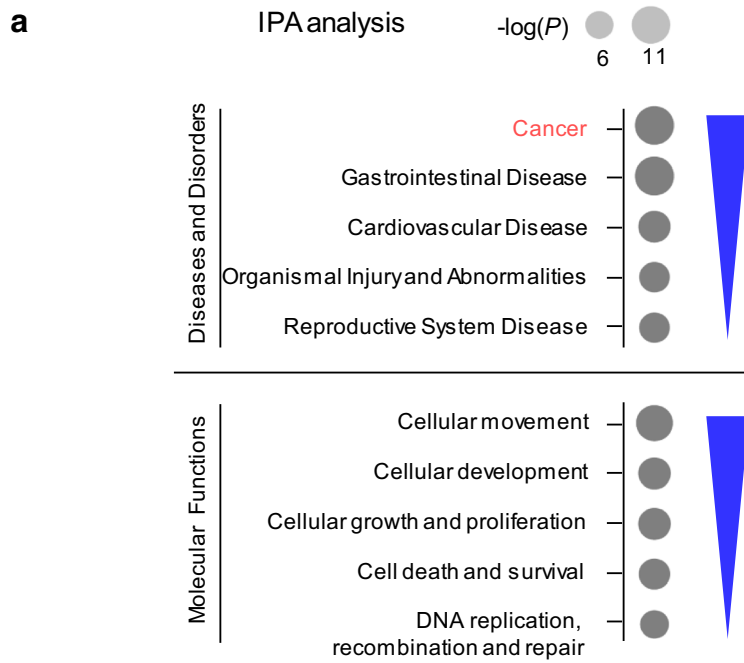 a
IPA analysis
-log(P)
6
11
Diseases and Disorders
Cancer
Gastrointestinal Disease
Cardiovascular Disease
Organismal Injury and Abnormalities
Reproductive System Disease
Molecular Functions
Cellular movement
Cellular development
Cellular growth and proliferation
Cell death and survival
DNA replication,
recombination and repair